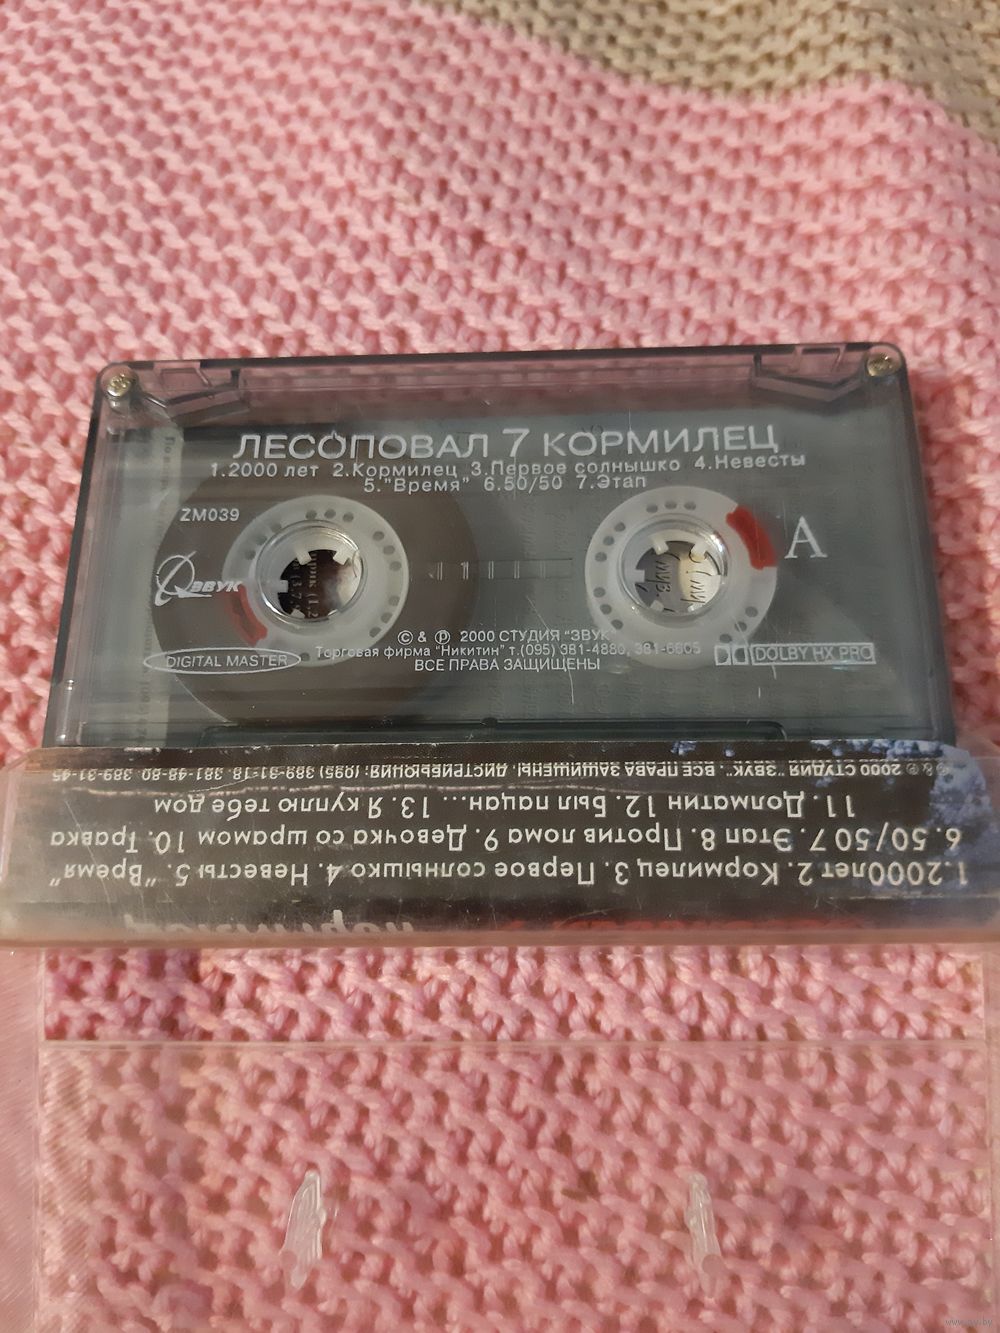 ЛЕСОПОВАЛ 7 КОРМИЛЕЦ
1.2000 лет 2.Кормилец 3.Первое солнышко 4.Невесты
5."Время" 6.50/50 7.Этап
ZM039
A
ЗВУК
© & ℗ 2000 СТУДИЯ "ЗВУК"
Торговая фирма "Никитин" т.(095) 381-4880, 381-6605
ВСЕ ПРАВА ЗАЩИЩЕНЫ
DIGITAL MASTER
DOLBY HX PRO
1.2000лет 2. Кормилец 3. Первое солнышко 4. Невесты 5. "Время"
6. 50/50 7. Этап 8. Против лома 9. Девочка со шрамом 10. Травка
11. Долматин 12. Был пацан... 13. Я куплю тебе дом
2000 СТУДИЯ "ЗВУК". ВСЕ ПРАВА ЗАЩИЩЕНЫ. ДИСТРИБЬЮЦИЯ: (095) 389-31-18, 381-48-80, 389-31-45